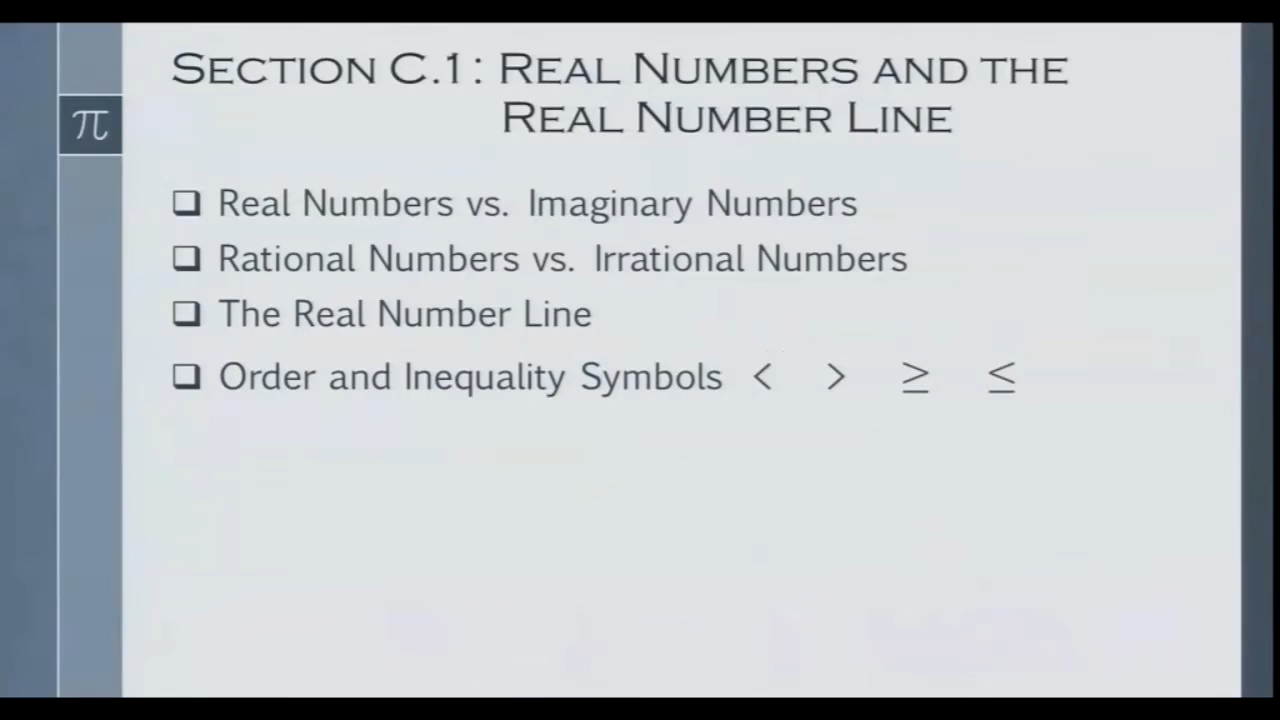 SECTION C.1: REAL NUMBERS AND THE
REAL NUMBER LINE
π
❑ Real Numbers vs. Imaginary Numbers
❑ Rational Numbers vs. Irrational Numbers
❑ The Real Number Line
❑ Order and Inequality Symbols < > ≥ ≤